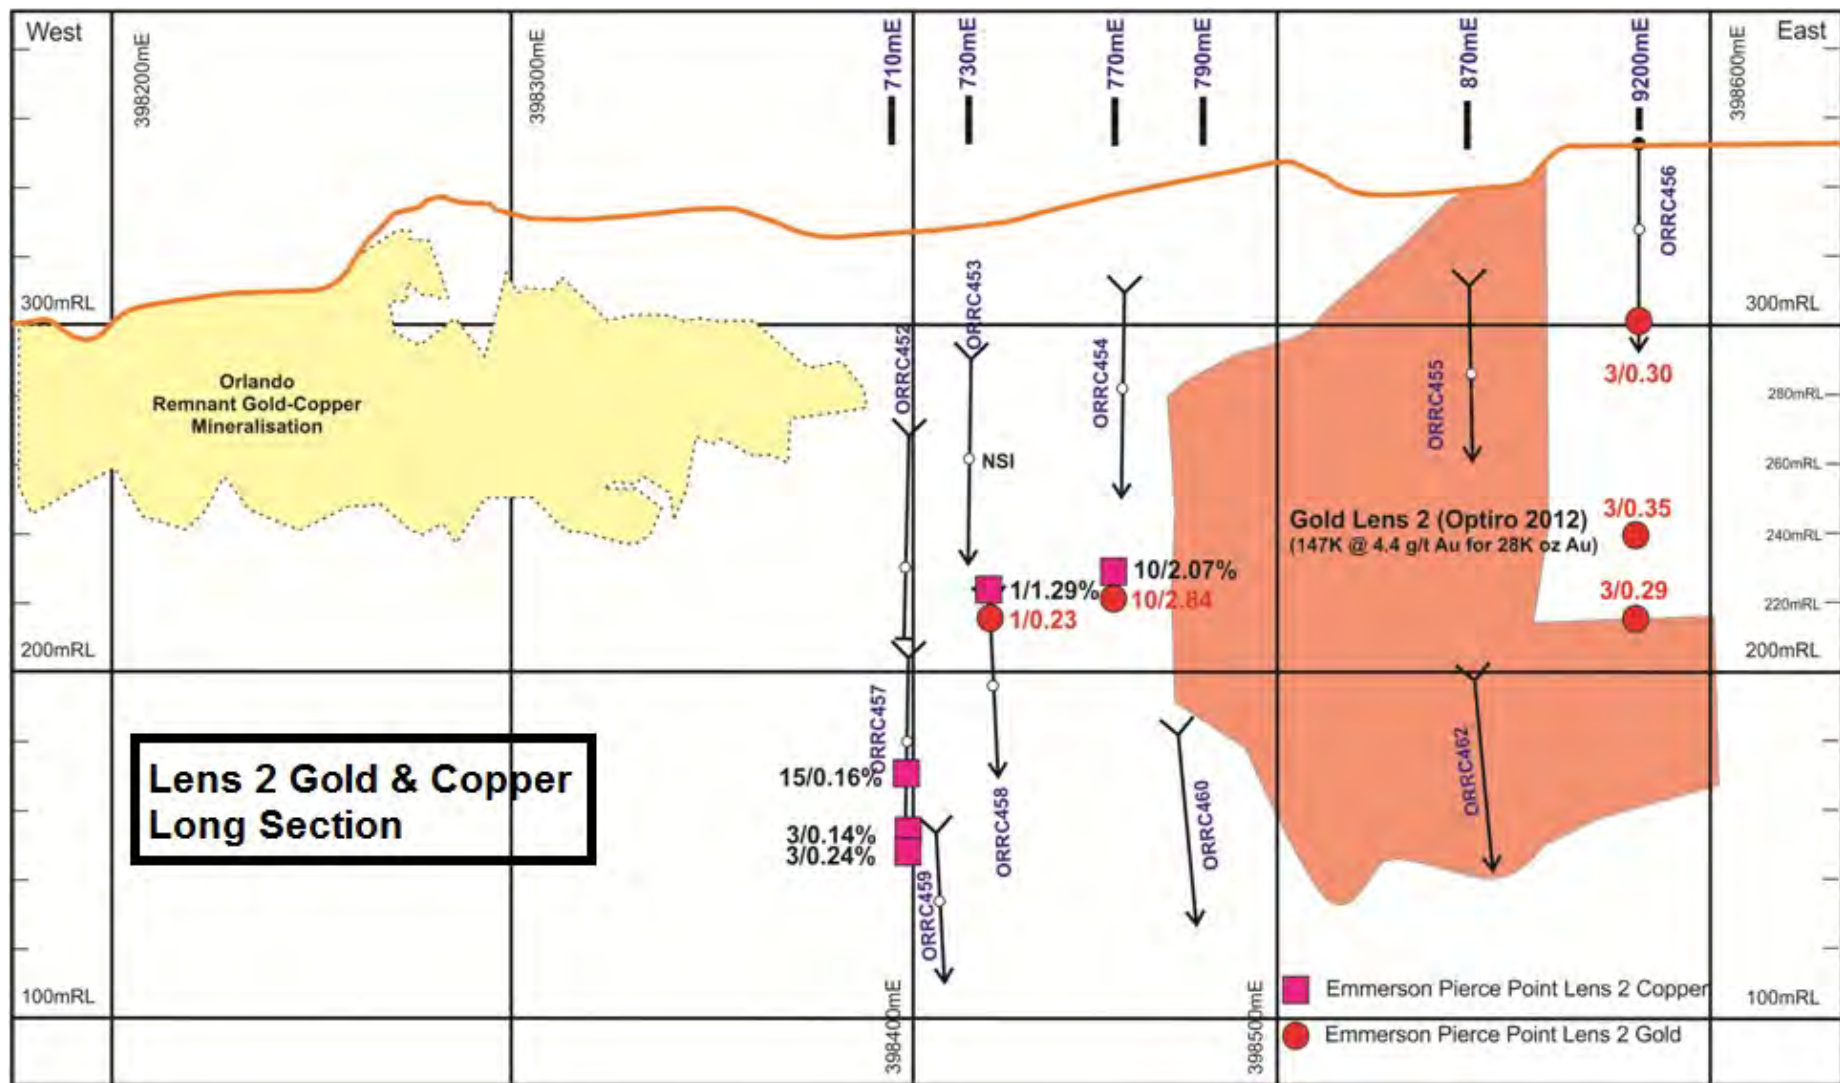 West
398200mE
398300mE
710mE
730mE
770mE
790mE
870mE
9200mE
398600mE
East
ORRC456
ORRC453
300mRL
300mRL
ORRC452
ORRC454
ORRC455
3/0.30
Orlando
Remnant Gold-Copper
Mineralisation
280mRL
NSI
260mRL
3/0.35
Gold Lens 2 (Optiro 2012)
(147K @ 4.4 g/t Au for 28K oz Au)
240mRL
10/2.07%
1/1.29%
10/2.84
3/0.29
220mRL
1/0.23
200mRL
200mRL
ORRC457
Lens 2 Gold & Copper
Long Section
15/0.16%
3/0.14%
3/0.24%
ORRC458
ORRC460
ORRC462
ORRC459
100mRL
398400mE
398500mE
Emmerson Pierce Point Lens 2 Copper
100mRL
Emmerson Pierce Point Lens 2 Gold